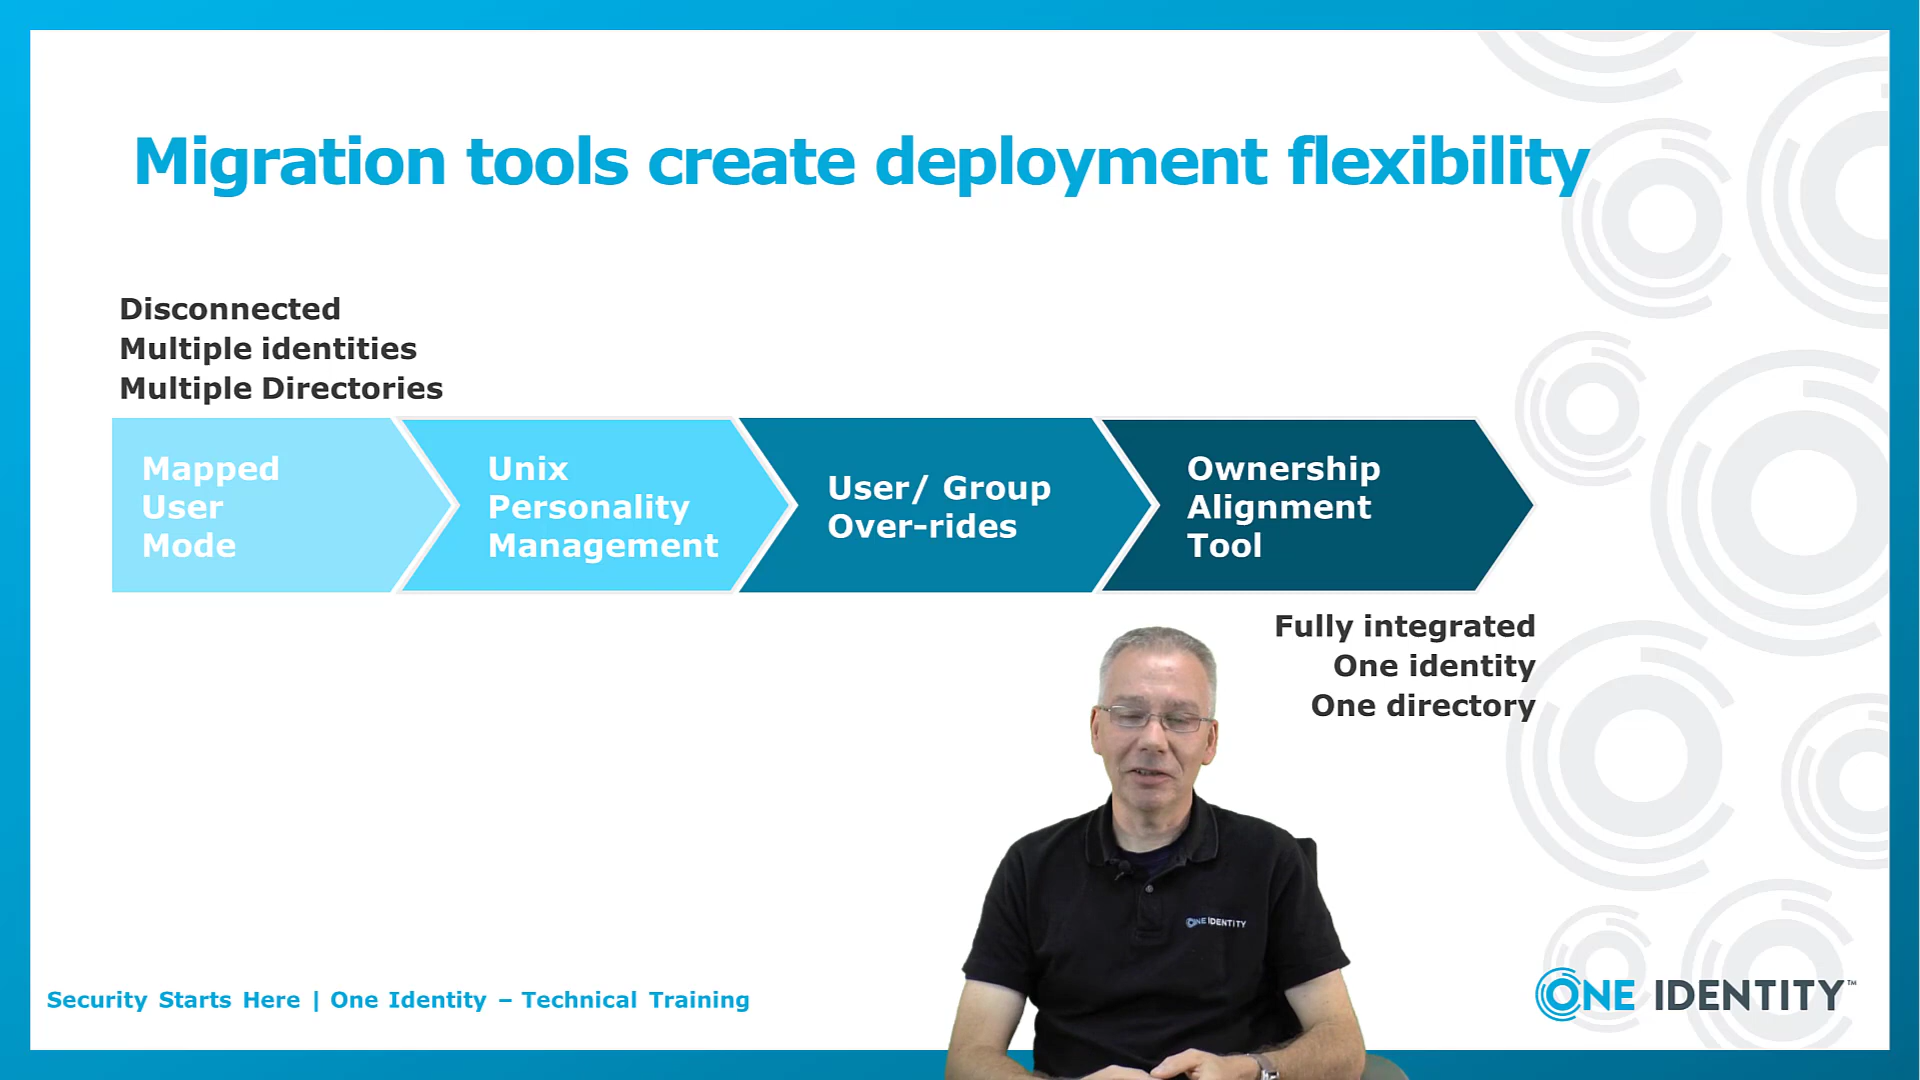 Migration tools create deployment flexibility
Disconnected
Multiple identities
Multiple Directories
Mapped
User
Mode
Unix
Personality
Management
User/ Group
Over-rides
Ownership
Alignment
Tool
Fully integrated
One identity
One directory
ONE IDENTITY
Security Starts Here | One Identity – Technical Training
ONE IDENTITY™